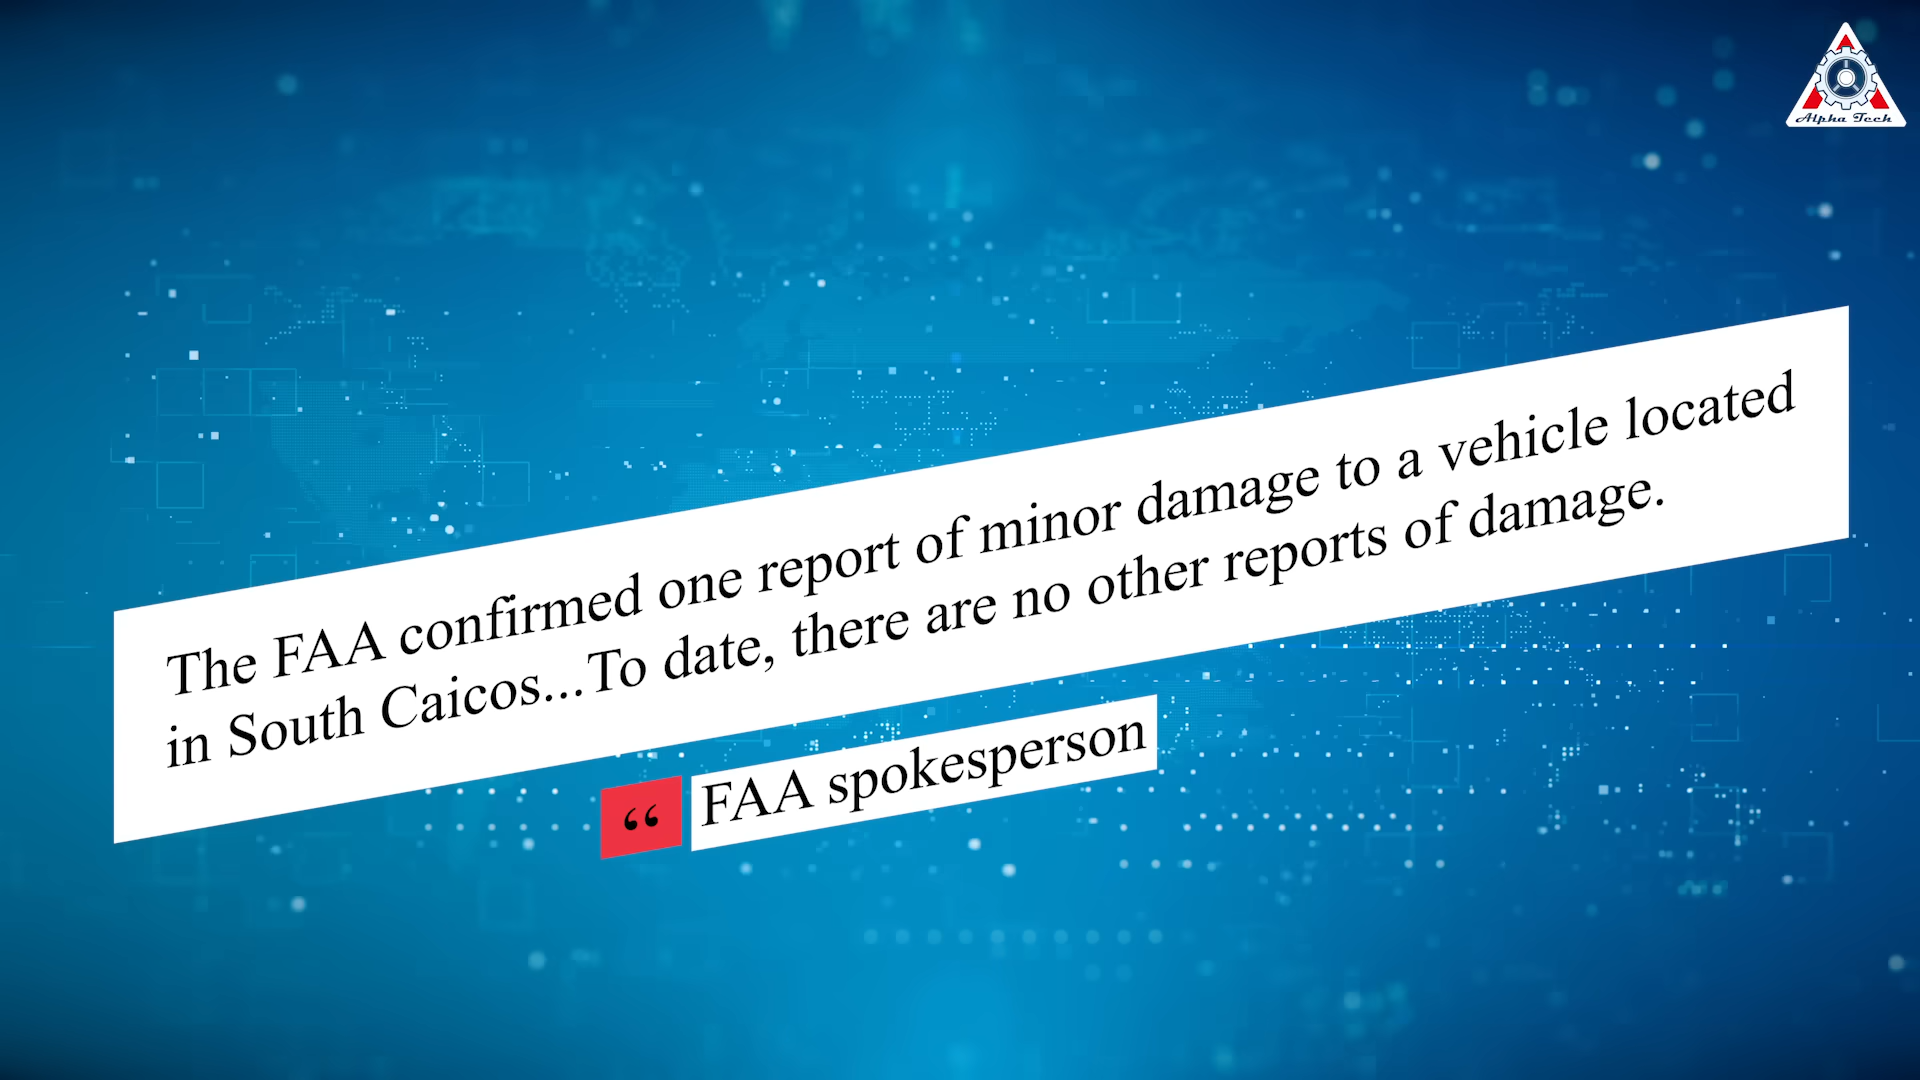 Alpha Tech
The FAA confirmed one report of minor damage to a vehicle located
in South Caicos...To date, there are no other reports of damage.
“ FAA spokesperson